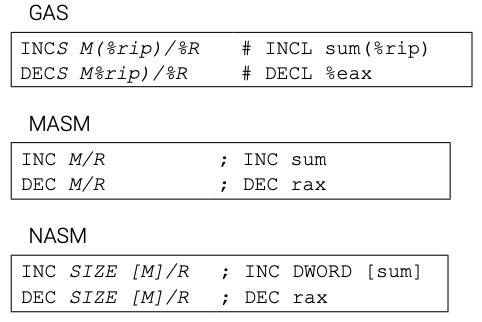 GAS
INCS M(%rip)/%R # INCL sum(%rip)
DECS M%rip)/%R # DECL %eax
MASM
INC M/R ; INC sum
DEC M/R ; DEC rax
NASM
INC SIZE [M]/R ; INC DWORD [sum]
DEC SIZE [M]/R ; DEC rax